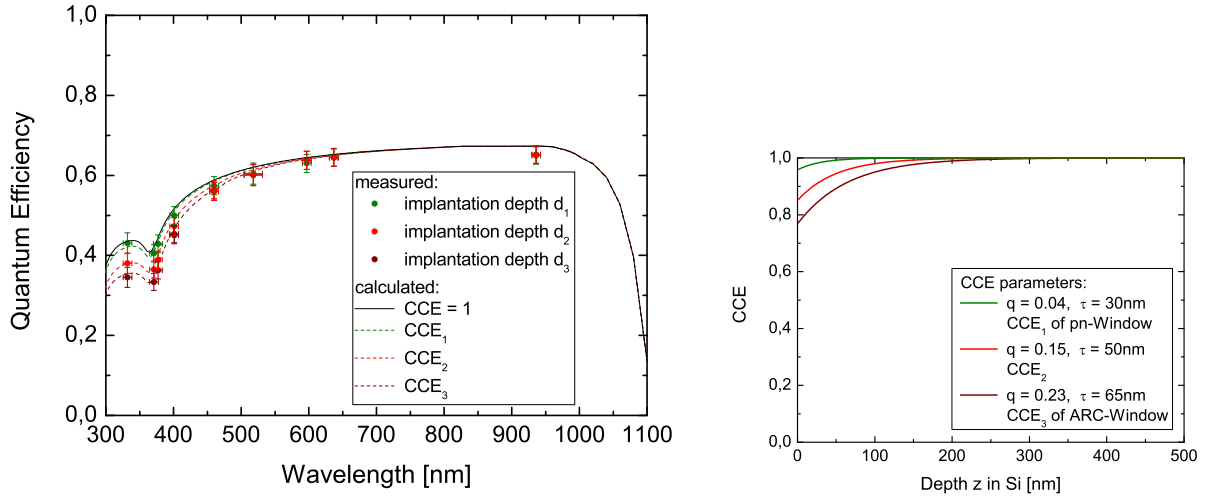 1,0
0,8
0,6
0,4
0,2
0,0
Quantum Efficiency
300 400 500 600 700 800 900 1000 1100
Wavelength [nm]
measured:
implantation depth d₁
implantation depth d₂
implantation depth d₃
calculated:
CCE = 1
CCE₁
CCE₂
CCE₃
1,0
0,8
0,6
0,4
0,2
0,0
CCE
0 100 200 300 400 500
Depth z in Si [nm]
CCE parameters:
q = 0.04, τ = 30nm
CCE₁ of pn-Window
q = 0.15, τ = 50nm
CCE₂
q = 0.23, τ = 65nm
CCE₃ of ARC-Window